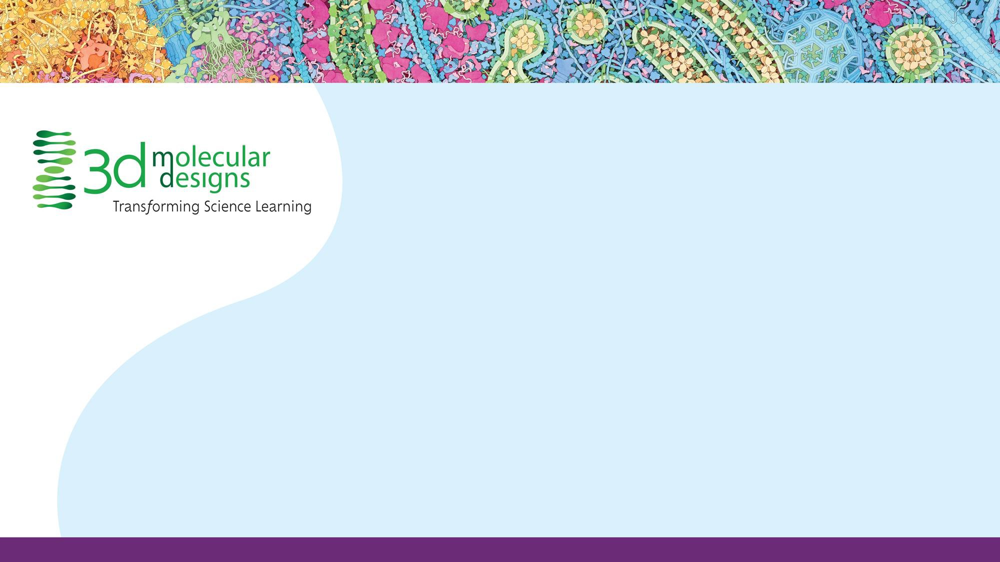 3d molecular
designs
Transforming Science Learning